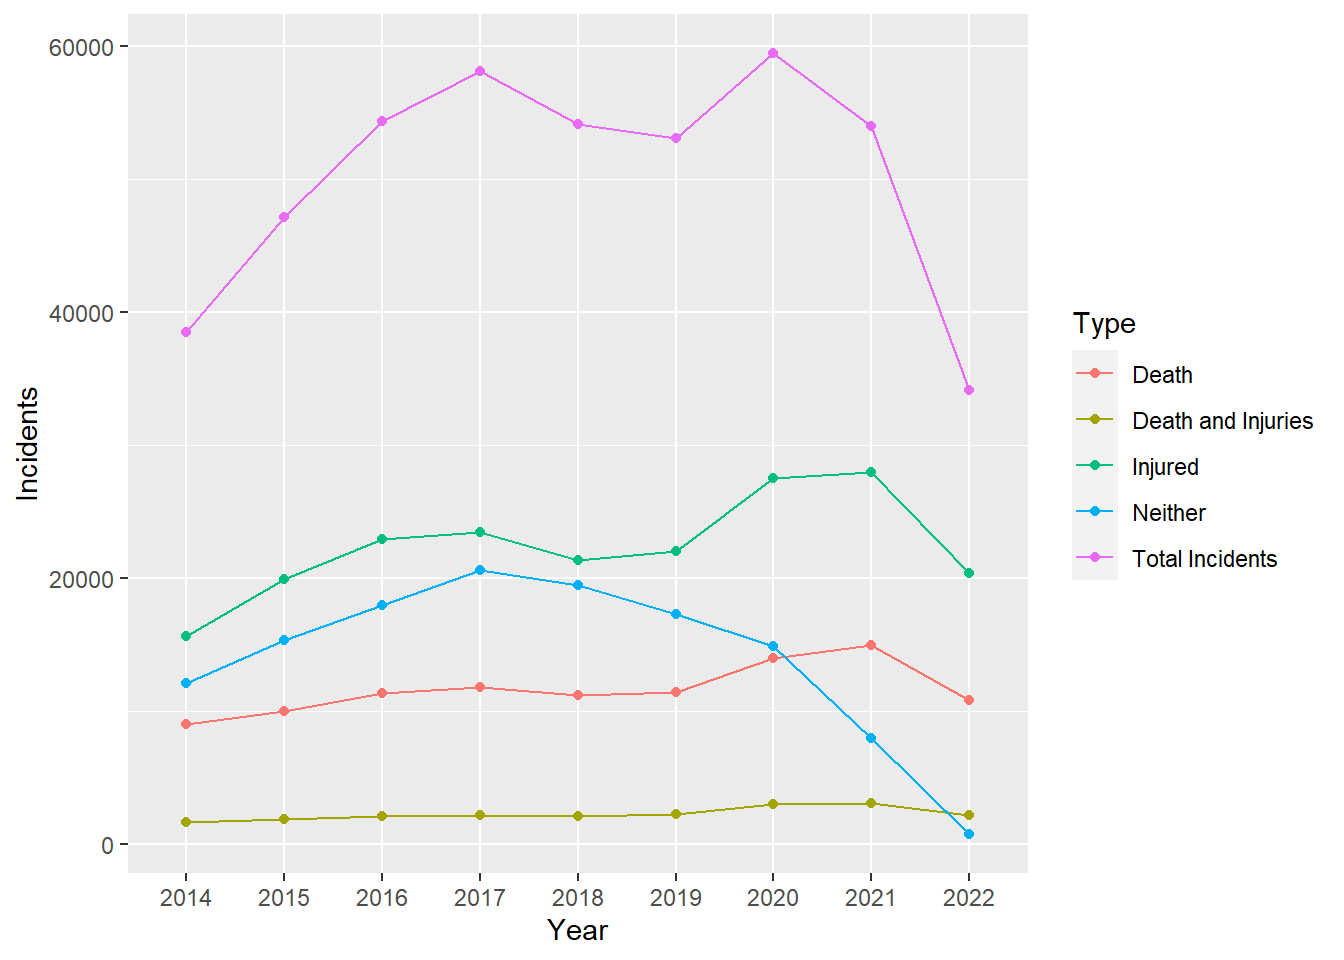 60000
40000
20000
0
Incidents
2014 2015 2016 2017 2018 2019 2020 2021 2022
Year
Type
Death
Death and Injuries
Injured
Neither
Total Incidents